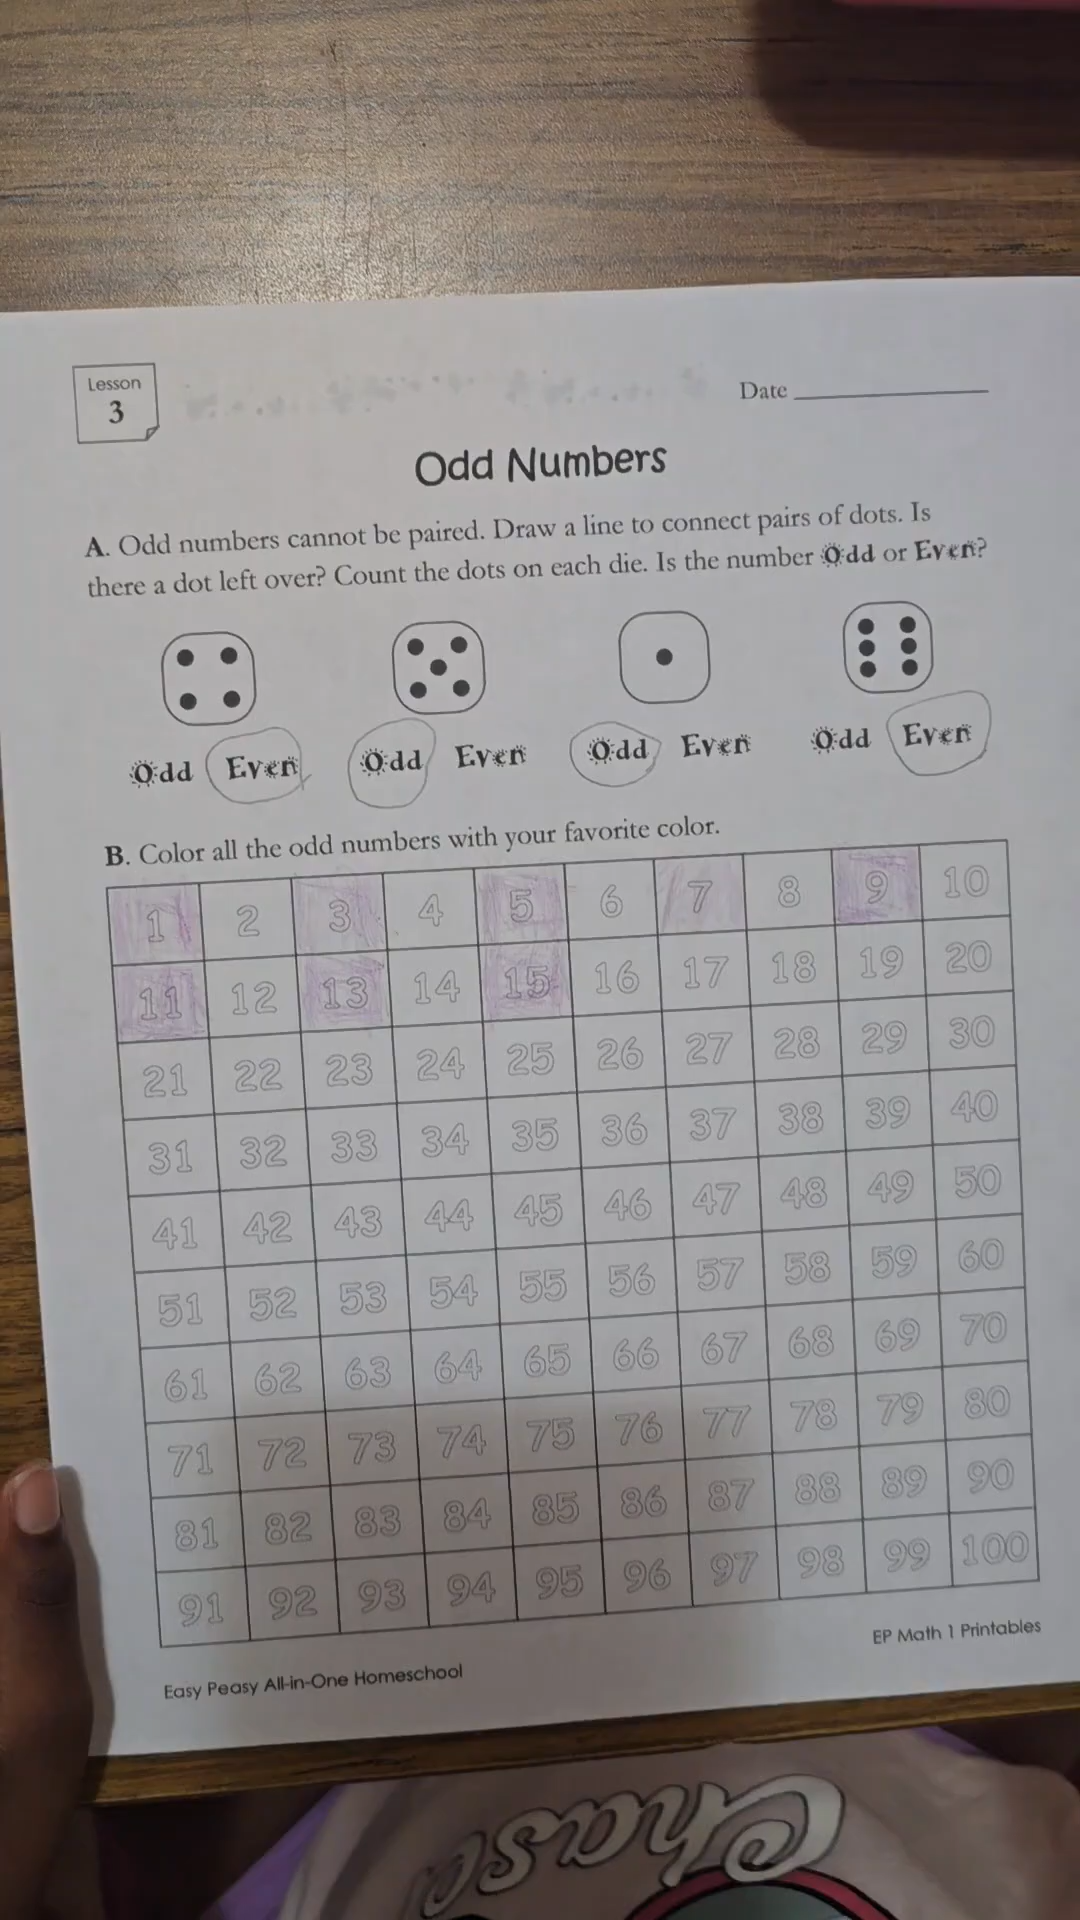 Lesson
3
Date
Odd Numbers
A. Odd numbers cannot be paired. Draw a line to connect pairs of dots. Is
there a dot left over? Count the dots on each die. Is the number Odd or Even?
Odd Even Odd Even Odd Even Odd Even
B. Color all the odd numbers with your favorite color.
1 2 3 4 5 6 7 8 9 10
11 12 13 14 15 16 17 18 19 20
21 22 23 24 25 26 27 28 29 30
31 32 33 34 35 36 37 38 39 40
41 42 43 44 45 46 47 48 49 50
51 52 53 54 55 56 57 58 59 60
61 62 63 64 65 66 67 68 69 70
71 72 73 74 75 76 77 78 79 80
81 82 83 84 85 86 87 88 89 90
91 92 93 94 95 96 97 98 99 100
Easy Peasy All-in-One Homeschool
EP Math 1 Printables